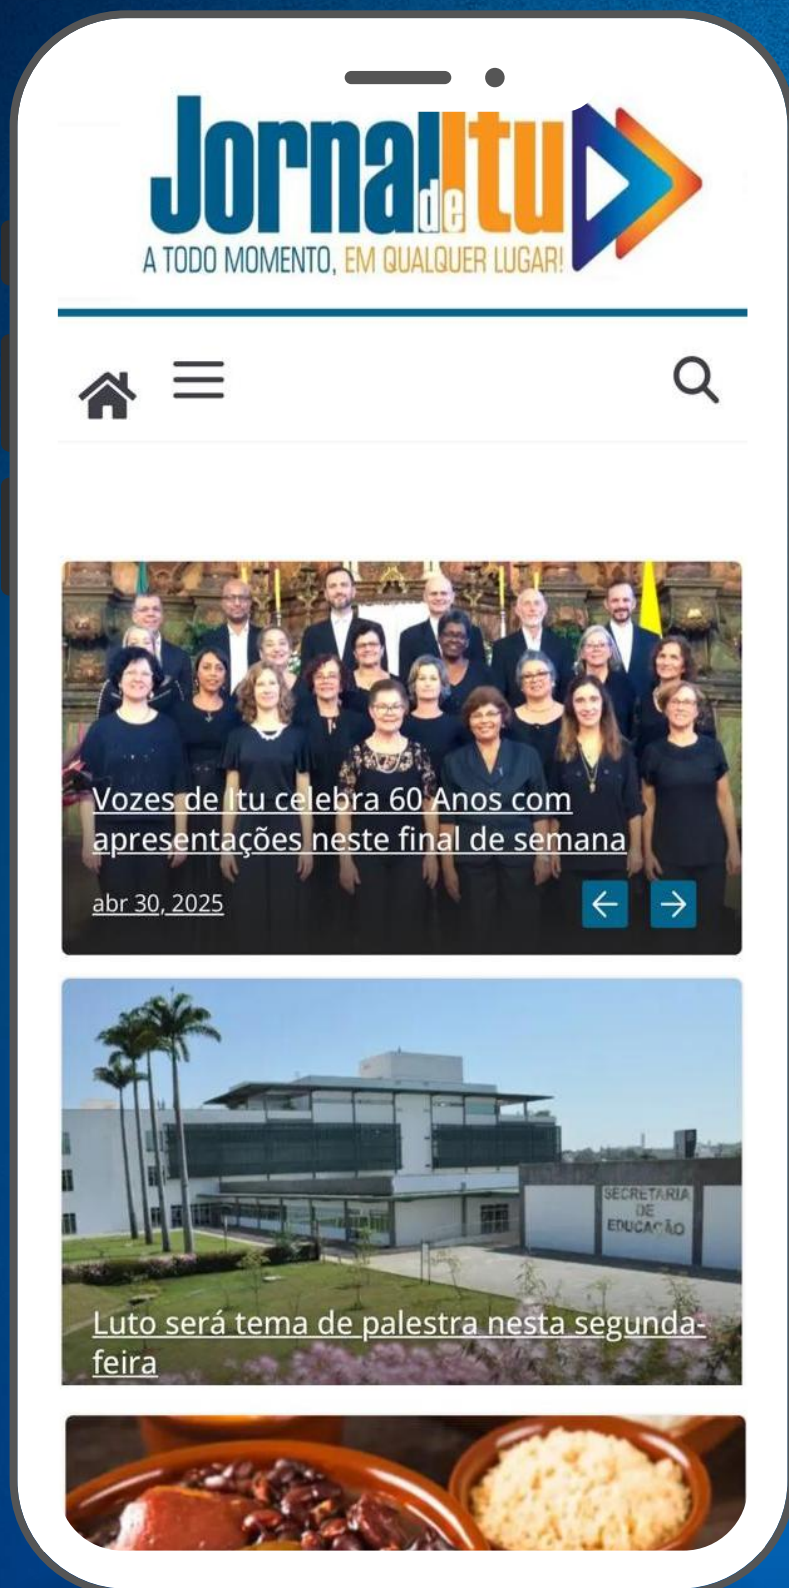 Jornal de Itu
A TODO MOMENTO, EM QUALQUER LUGAR!
Vozes de Itu celebra 60 Anos com
apresentações neste final de semana
abr 30, 2025
SECRETARIA
DE
EDUCAÇÃO
Luto será tema de palestra nesta segunda-
feira